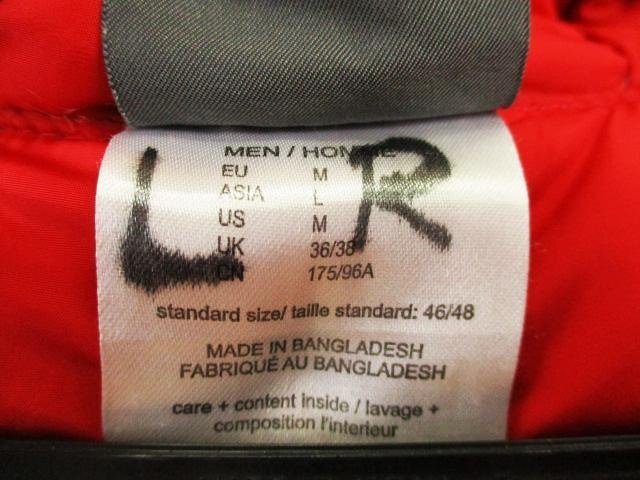 L R
MEN / HOMME
EU M
ASIA L
US M
UK 36/38
CN 175/96A
standard size/ taille standard: 46/48
MADE IN BANGLADESH
FABRIQUÉ AU BANGLADESH
care + content inside / lavage +
composition l'interieur